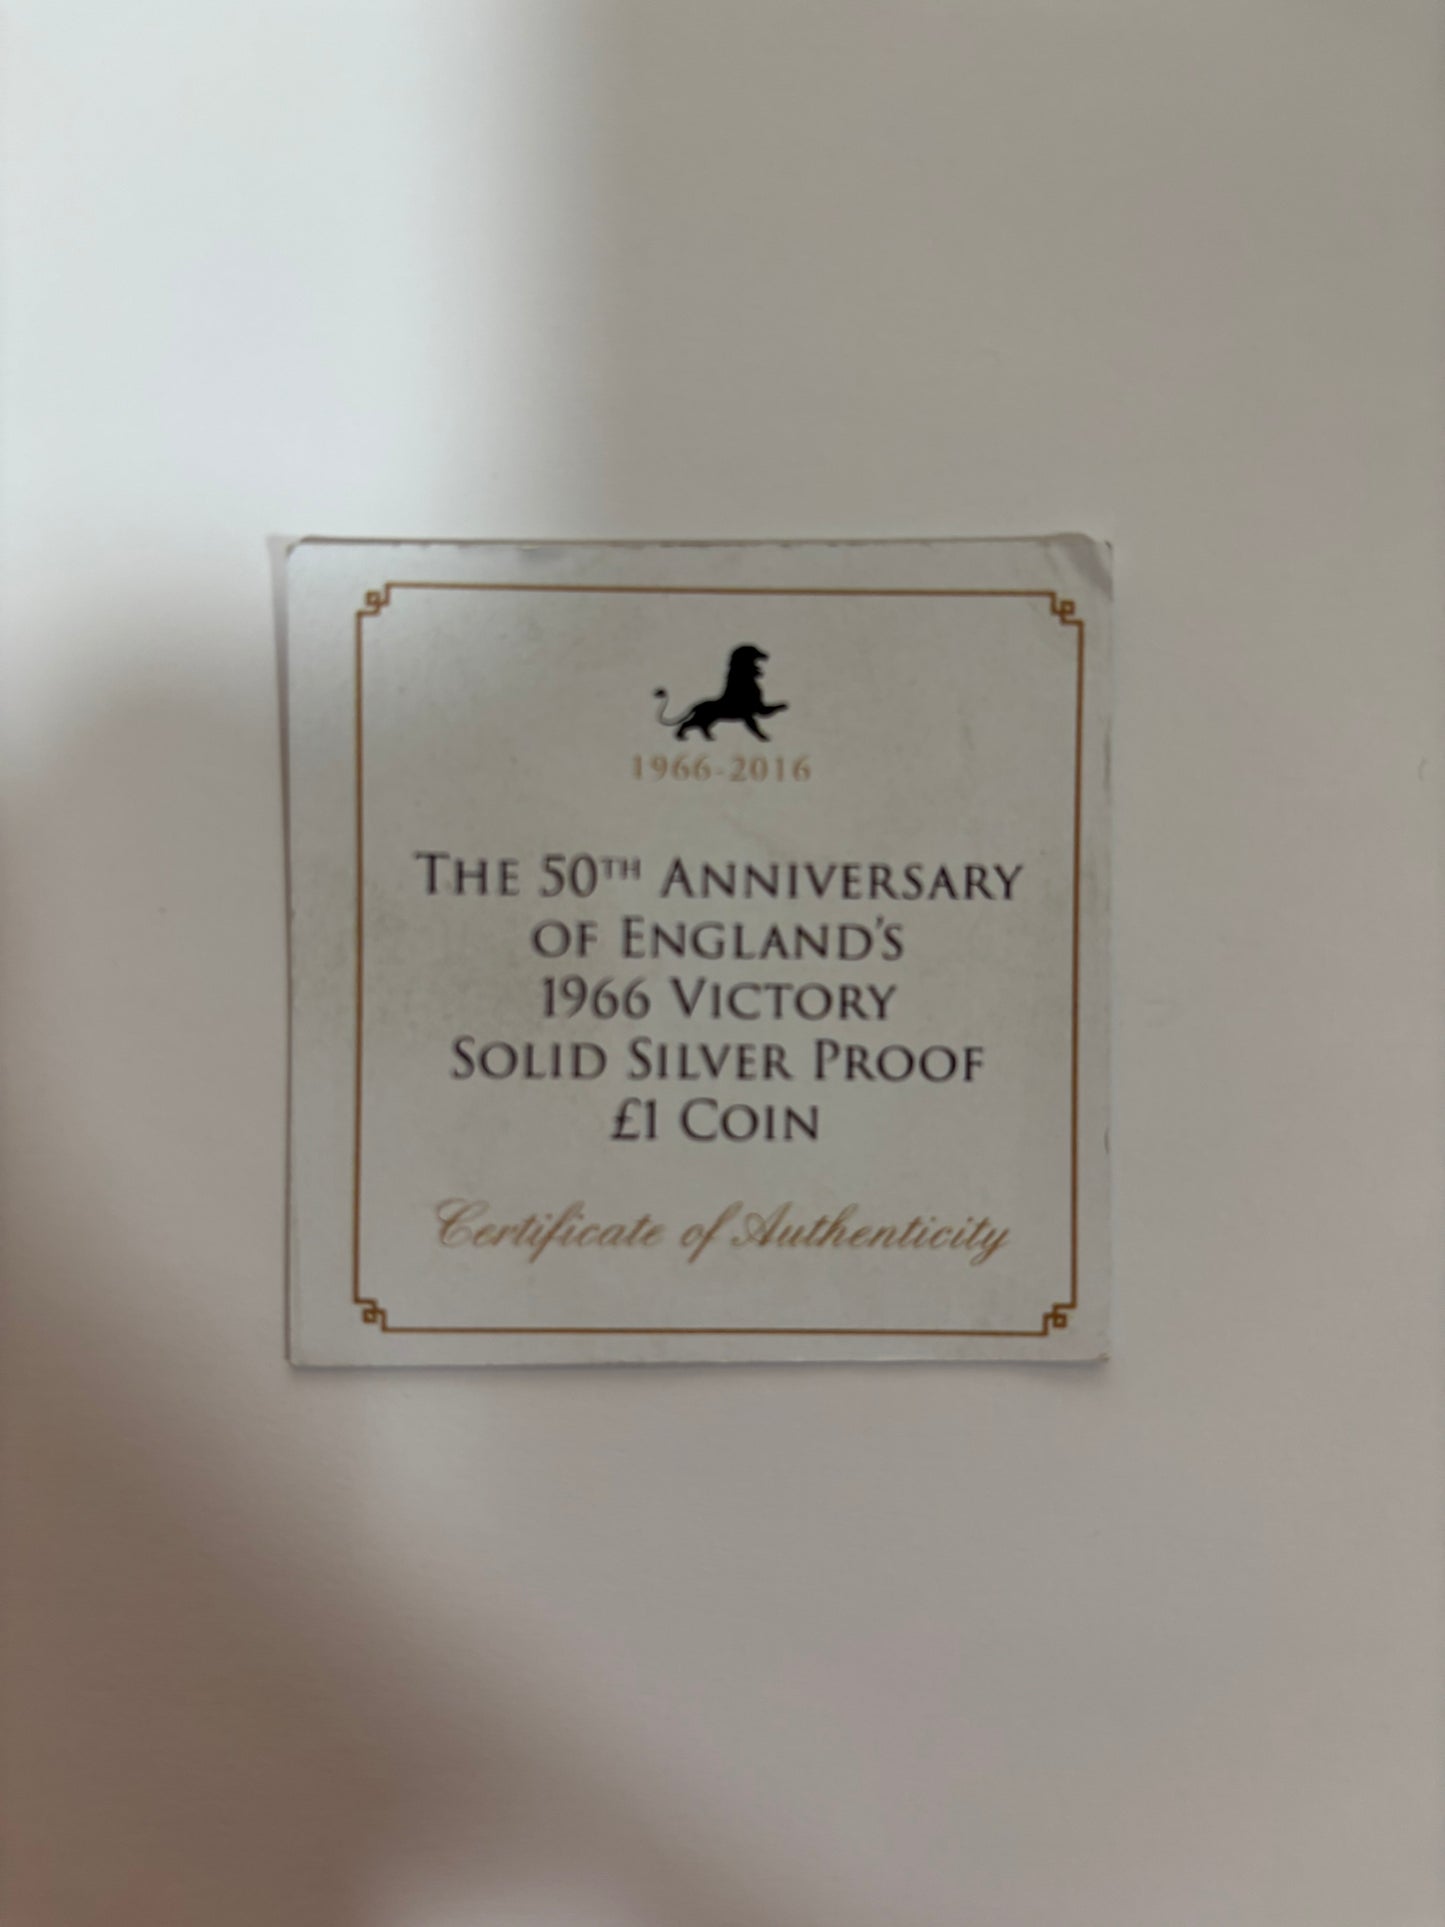 1966-2016
THE 50TH ANNIVERSARY
OF ENGLAND'S
1966 VICTORY
SOLID SILVER PROOF
£1 COIN
Certificate of Authenticity